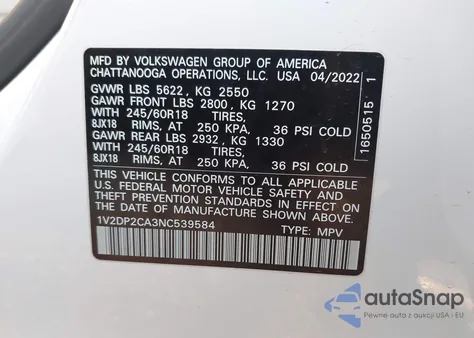 MFD BY VOLKSWAGEN GROUP OF AMERICA
CHATTANOOGA OPERATIONS, LLC. USA 04/2022
GVWR LBS 5622, KG 2550
GAWR FRONT LBS 2800, KG 1270
WITH 245/60R18 TIRES,
8JX18 RIMS, AT 250 KPA, 36 PSI COLD
GAWR REAR LBS 2932, KG 1330
WITH 245/60R18 TIRES,
8JX18 RIMS, AT 250 KPA, 36 PSI COLD
THIS VEHICLE CONFORMS TO ALL APPLICABLE
U.S. FEDERAL MOTOR VEHICLE SAFETY AND
THEFT PREVENTION STANDARDS IN EFFECT ON THE
DATE OF MANUFACTURE SHOWN ABOVE.
1V2DP2CA3NC539584 TYPE: MPV
1650515 1
autoSnap
Pewne auta z USA i EU